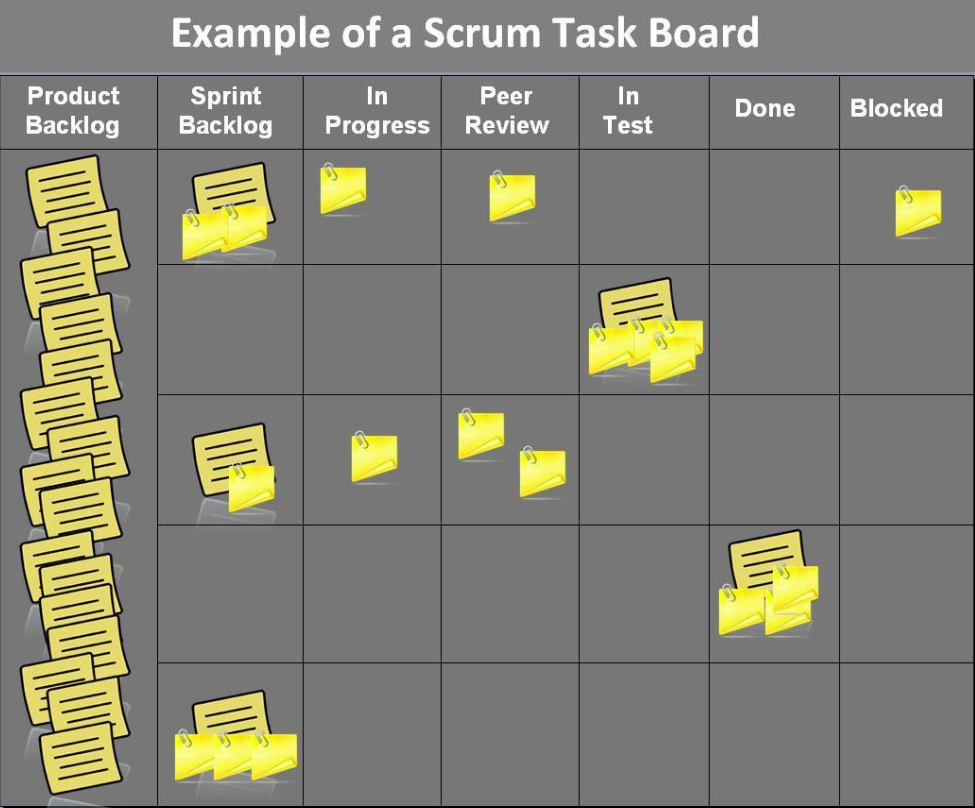 Example of a Scrum Task Board
Product
Backlog
Sprint
Backlog
In
Progress
Peer
Review
In
Test
Done
Blocked